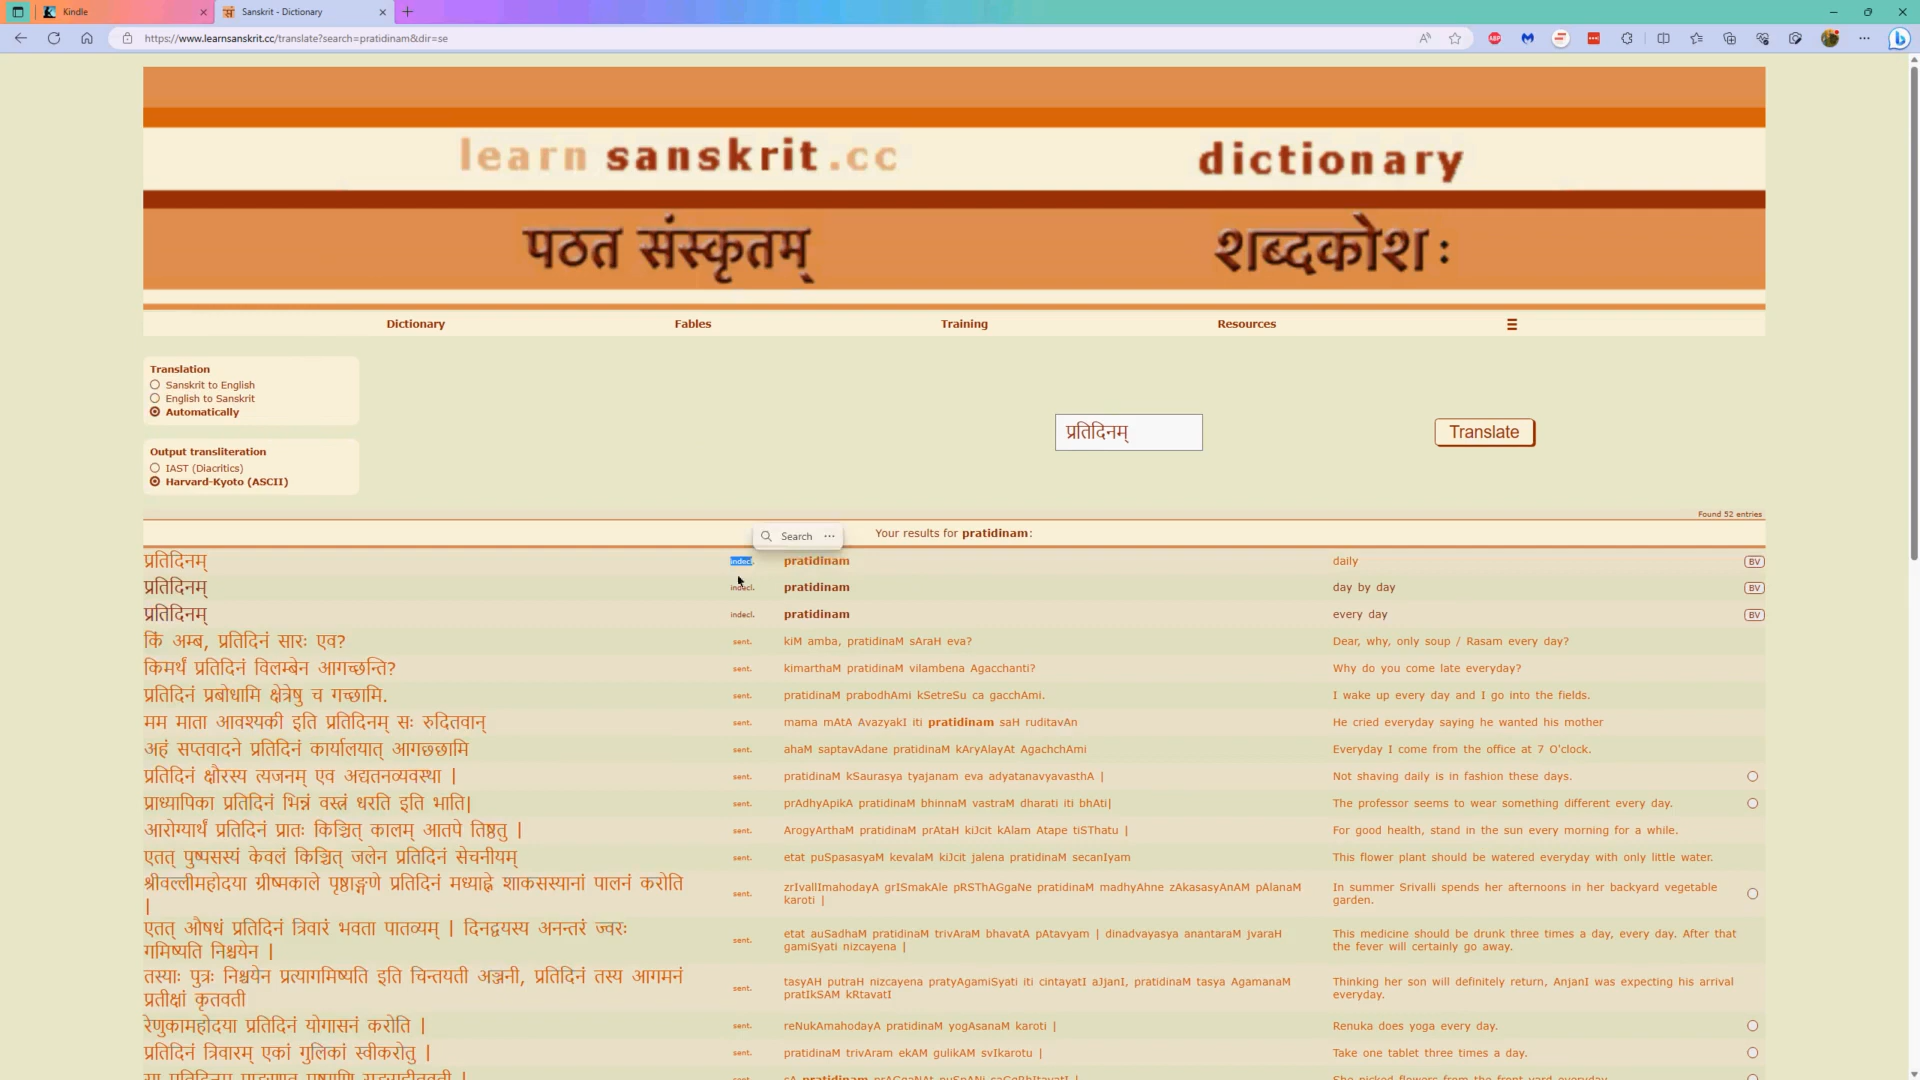 Kindle
Sanskrit - Dictionary
https://www.learnsanskrit.cc/translate?search=pratidinam&dir=se
learn sanskrit.cc
dictionary
पठत संस्कृतम्
शब्दकोशः
Dictionary
Fables
Training
Resources
Translation
Sanskrit to English
English to Sanskrit
Automatically
Output transliteration
IAST (Diacritics)
Harvard-Kyoto (ASCII)
प्रतिदिनम्
Translate
Found 52 entries
Search
Your results for pratidinam:
प्रतिदिनम् indecl. pratidinam daily BV
प्रतिदिनम् indecl. pratidinam day by day BV
प्रतिदिनम् indecl. pratidinam every day BV
किं अम्ब, प्रतिदिनं सारः एव? sent. kiM amba, pratidinaM sAraH eva? Dear, why, only soup / Rasam every day?
किमर्थं प्रतिदिनं विलम्बेन आगच्छन्ति? sent. kimarthaM pratidinaM vilambena Agacchanti? Why do you come late everyday?
प्रतिदिनं प्रबोधामि क्षेत्रेषु च गच्छामि. sent. pratidinaM prabodhAmi kSetreSu ca gacchAmi. I wake up every day and I go into the fields.
मम माता आवश्यकी इति प्रतिदिनम् सः रुदितवान् sent. mama mAtA AvazyakI iti pratidinam saH ruditavAn He cried everyday saying he wanted his mother
अहं सप्तवादने प्रतिदिनं कार्यालयात् आगछ्छामि sent. ahaM saptavAdane pratidinaM kAryAlayAt AgachchAmi Everyday I come from the office at 7 O'clock.
प्रतिदिनं क्षौरस्य त्यजनम् एव अद्यतनव्यवस्था | sent. pratidinaM kSaurasya tyajanam eva adyatanavyavasthA | Not shaving daily is in fashion these days.
प्राध्यापिका प्रतिदिनं भिन्नं वस्त्रं धरति इति भाति| sent. prAdhyApikA pratidinaM bhinnaM vastraM dharati iti bhAti| The professor seems to wear something different every day.
आरोग्यार्थं प्रतिदिनं प्रातः किञ्चित् कालम् आतपे तिष्ठतु | sent. ArogyArthaM pratidinaM prAtaH kiJcit kAlam Atape tiSThatu | For good health, stand in the sun every morning for a while.
एतत् पुष्पसस्यं केवलं किञ्चित् जलेन प्रतिदिनं सेचनीयम् sent. etat puSpasasyaM kevalaM kiJcit jalena pratidinaM secanIyam This flower plant should be watered everyday with only little water.
श्रीवल्लीमहोदया ग्रीष्मकाले पृष्ठाङ्गणे प्रतिदिनं मध्याह्ने शाकसस्यानां पालनं करोति
|
sent.
zrIvallImahodayA grISmakAle pRSThAGgaNe pratidinaM madhyAhne zAkasasyAnAM pAlanaM
karoti |
In summer Srivalli spends her afternoons in her backyard vegetable
garden.
एतत् औषधं प्रतिदिनं त्रिवारं भवता पातव्यम् | दिनद्वयस्य अनन्तरं ज्वरः
गमिष्यति निश्चयेन |
sent.
etat auSadhaM pratidinaM trivAraM bhavatA pAtavyam | dinadvayasya anantaraM jvaraH
gamiSyati nizcayena |
This medicine should be drunk three times a day, every day. After that
the fever will certainly go away.
तस्याः पुत्रः निश्चयेन प्रत्यागमिष्यति इति चिन्तयती अञ्जनी, प्रतिदिनं तस्य आगमनं
प्रतीक्षां कृतवती
sent.
tasyAH putraH nizcayena pratyAgamiSyati iti cintayatI aJjanI, pratidinaM tasya AgamanaM
pratIkSAM kRtavatI
Thinking her son will definitely return, AnjanI was expecting his arrival
everyday.
रेणुकामहोदया प्रतिदिनं योगासनं करोति | sent. reNukAmahodayA pratidinaM yogAsanaM karoti | Renuka does yoga every day.
प्रतिदिनं त्रिवारम् एकां गुलिकां स्वीकरोतु | sent. pratidinaM trivAram ekAM gulikAM svIkarotu | Take one tablet three times a day.
सा प्रतिदिनम् प्राङ्गणात् पुष्पाणि सङ्गृहीतवती | sent. sA pratidinam prAGgaNAt puSpANi saGgRhItavatI | She picked flowers from the front yard everyday.